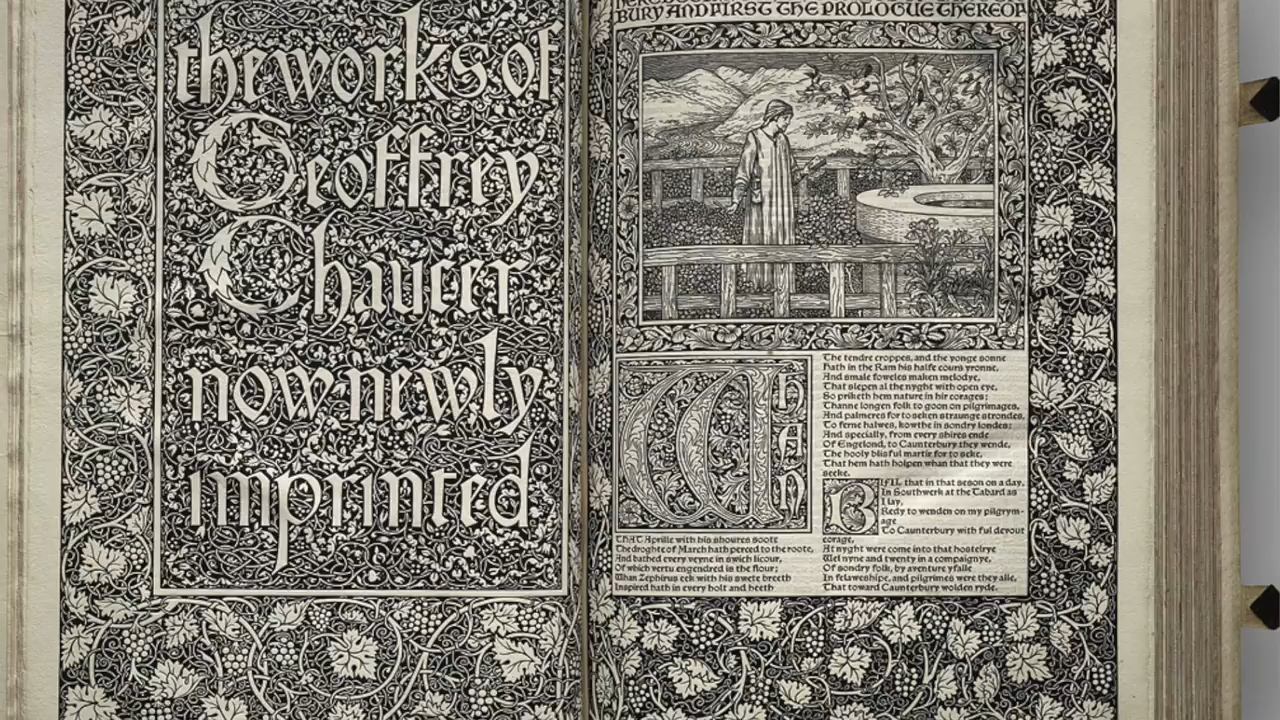 the works of
Geoffrey
Chaucer
now newly
imprinted
BURY AND FIRST THE PROLOGUE THEREOF
WHAN
THAT Aprille with his shoures soote
The droghte of March hath perced to the roote,
And bathed every veyne in swich licour,
Of which vertu engendred is the flour;
Whan Zephirus eek with his swete breeth
Inspired hath in every holt and heeth
The tendre croppes, and the yonge sonne
Hath in the Ram his halfe cours yronne,
And smale foweles maken melodye,
That slepen al the nyght with open eye,
So priketh hem nature in hir corages;
Thanne longen folk to goon on pilgrimages,
And palmeres for to seken straunge strondes,
To ferne halwes, kowthe in sondry londes;
And specially, from every shires ende
Of Engelond, to Caunterbury they wende,
The hooly blisful martir for to seke,
That hem hath holpen whan that they were
seeke.
BIFIL that in that seson on a day,
In Southwerk at the Tabard as
I lay,
Redy to wenden on my pilgrym-
age
To Caunterbury with ful devout
corage,
At nyght were come into that hostelrye
Wel nyne and twenty in a compaignye,
Of sondry folk, by aventure yfalle
In felaweshipe, and pilgrimes were they alle,
That toward Caunterbury wolden ryde.